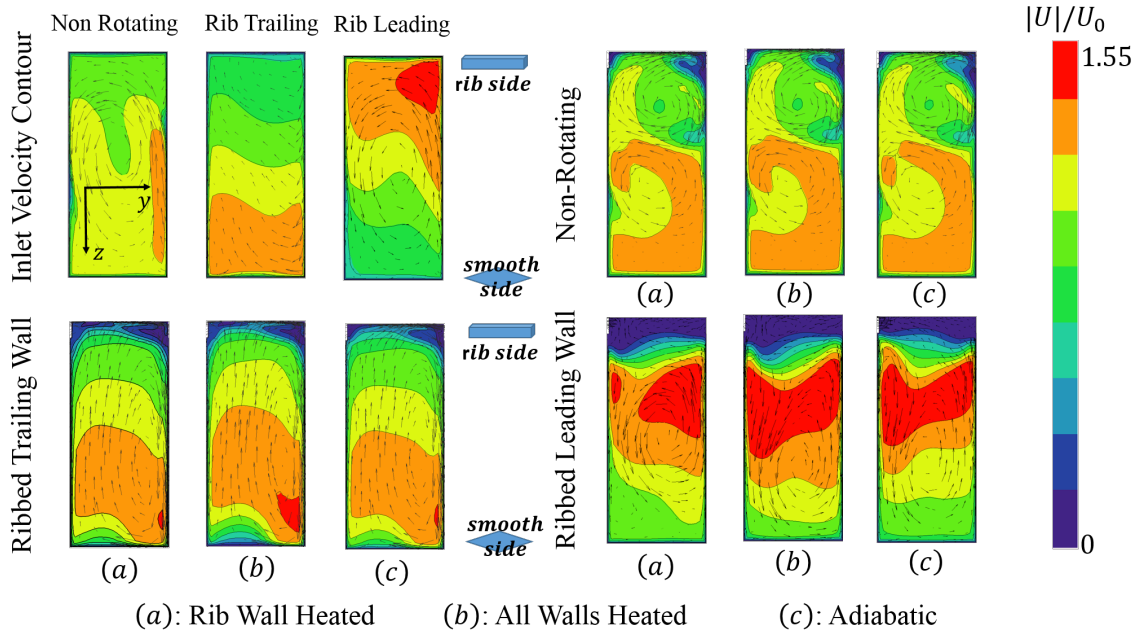 Non Rotating
Rib Trailing
Rib Leading
|U|/U₀
Inlet Velocity Contour
y
z
rib side
smooth
side
Non-Rotating
(a)
(b)
(c)
1.55
0
Ribbed Trailing Wall
rib side
smooth
side
(a)
(b)
(c)
Ribbed Leading Wall
(a)
(b)
(c)
(a): Rib Wall Heated
(b): All Walls Heated
(c): Adiabatic